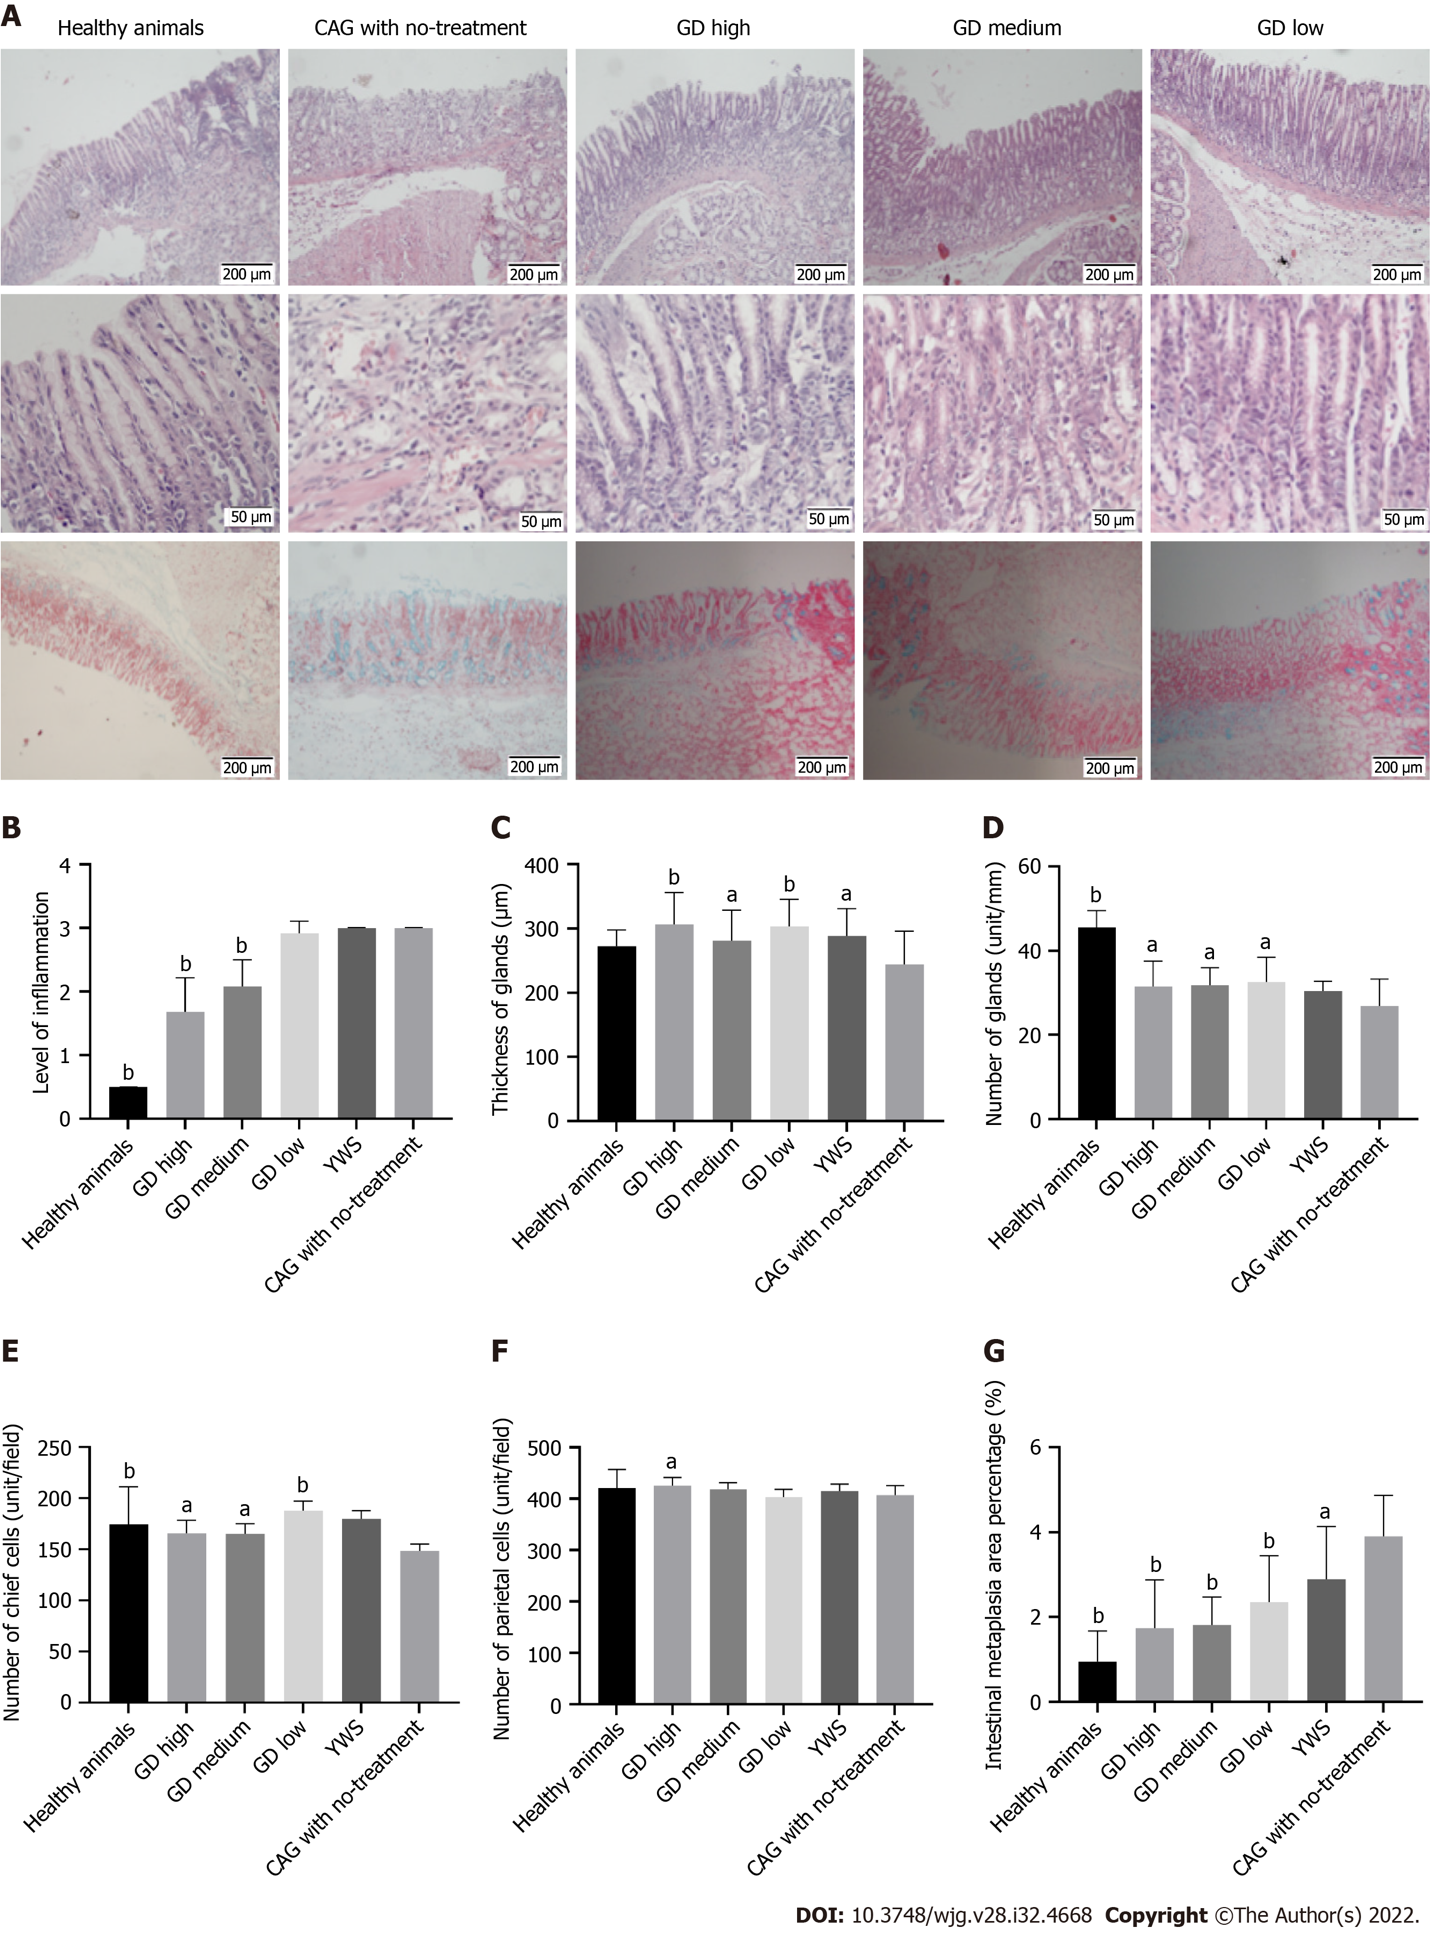 A
Healthy animals
CAG with no-treatment
GD high
GD medium
GD low
200 μm
200 μm
200 μm
200 μm
200 μm
50 μm
50 μm
50 μm
50 μm
50 μm
200 μm
200 μm
200 μm
200 μm
200 μm
B
Level of infllammation
4
3
2
1
0
b
b
b
Healthy animals
GD high
GD medium
GD low
YWS
CAG with no-treatment
C
Thickness of glands (μm)
400
300
200
100
0
b
a
b
a
Healthy animals
GD high
GD medium
GD low
YWS
CAG with no-treatment
D
Number of glands (unit/mm)
60
40
20
0
b
a
a
a
Healthy animals
GD high
GD medium
GD low
YWS
CAG with no-treatment
E
Number of chief cells (unit/field)
250
200
150
100
50
0
b
a
a
b
Healthy animals
GD high
GD medium
GD low
YWS
CAG with no-treatment
F
Number of parietal cells (unit/field)
500
400
300
200
100
0
a
Healthy animals
GD high
GD medium
GD low
YWS
CAG with no-treatment
G
Intestinal metaplasia area percentage (%)
6
4
2
0
b
b
b
b
a
Healthy animals
GD high
GD medium
GD low
YWS
CAG with no-treatment
DOI: 10.3748/wjg.v28.i32.4668 Copyright ©The Author(s) 2022.